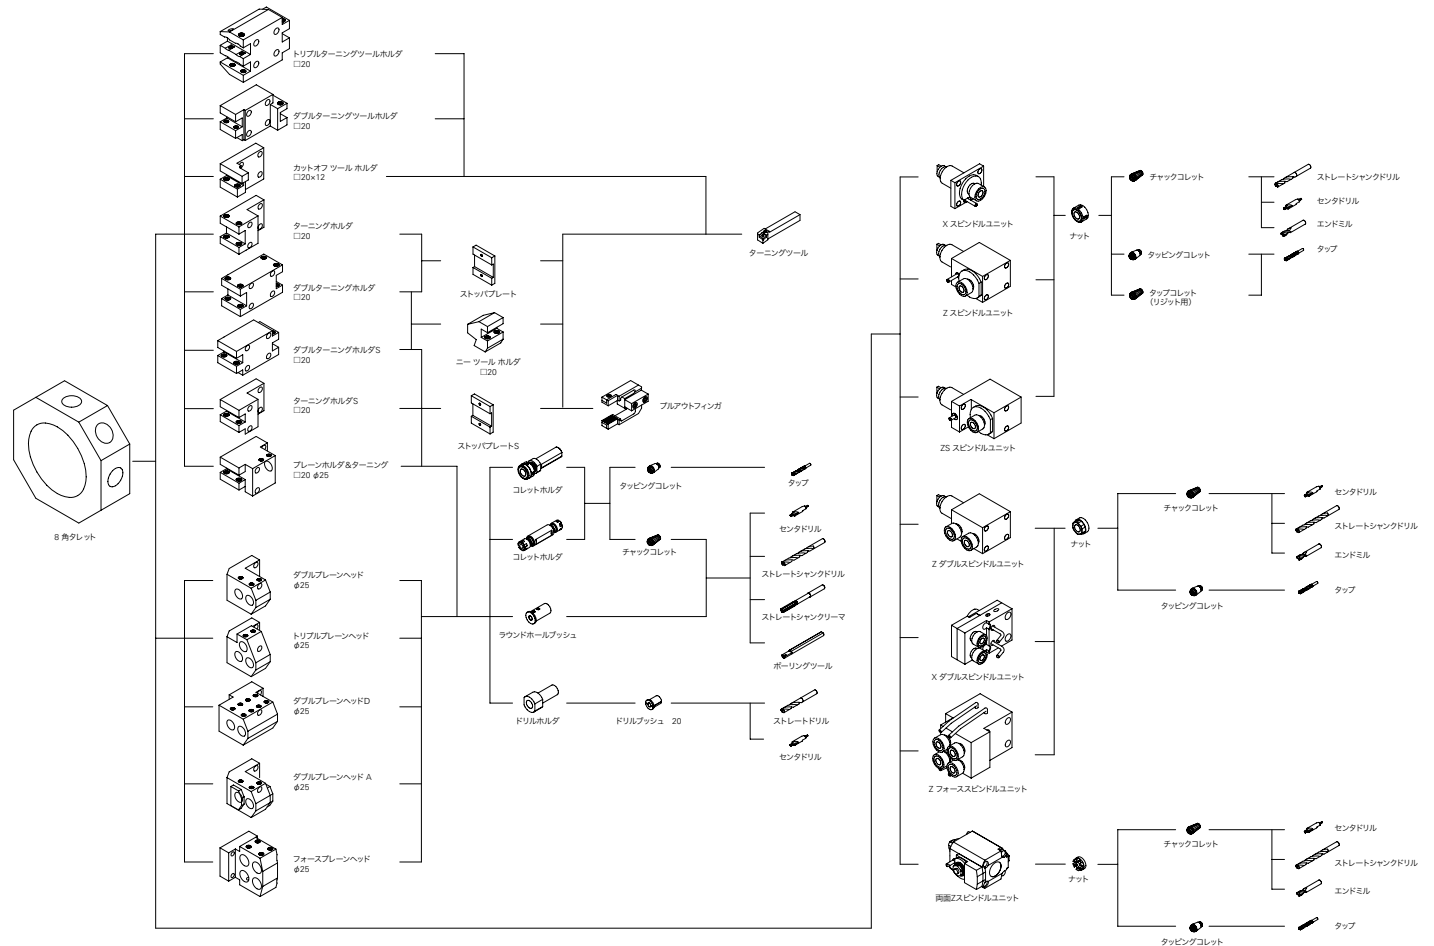 トリプルターニングツールホルダ
□20
ダブルターニングツールホルダ
□20
カットオフ ツール ホルダ
□20×12
ターニングホルダ
□20
ダブルターニングホルダ
□20
ダブルターニングホルダS
□20
ターニングホルダS
□20
プレーンホルダ&ターニング
□20 φ25
8 角タレット
ダブルプレーンヘッド
φ25
トリプルプレーンヘッド
φ25
ダブルプレーンヘッドD
φ25
ダブルプレーンヘッド A
φ25
フォースプレーンヘッド
φ25
ストッパプレート
ニー ツール ホルダ
□20
ストッパプレートS
ターニングツール
プルアウトフィンガ
コレットホルダ
コレットホルダ
ラウンドホールブッシュ
ドリルホルダ
タッピングコレット
チャックコレット
ドリルブッシュ 20
タップ
センタドリル
ストレートシャンクドリル
ストレートシャンクリーマ
ボーリングツール
ストレートドリル
センタドリル
X スピンドルユニット
Z スピンドルユニット
ZS スピンドルユニット
ナット
チャックコレット
タッピングコレット
タップコレット
(リジット用)
ストレートシャンクドリル
センタドリル
エンドミル
タップ
Z ダブルスピンドルユニット
X ダブルスピンドルユニット
Z フォーススピンドルユニット
ナット
チャックコレット
タッピングコレット
センタドリル
ストレートシャンクドリル
エンドミル
タップ
両面Zスピンドルユニット
ナット
チャックコレット
タッピングコレット
センタドリル
ストレートシャンクドリル
エンドミル
タップ